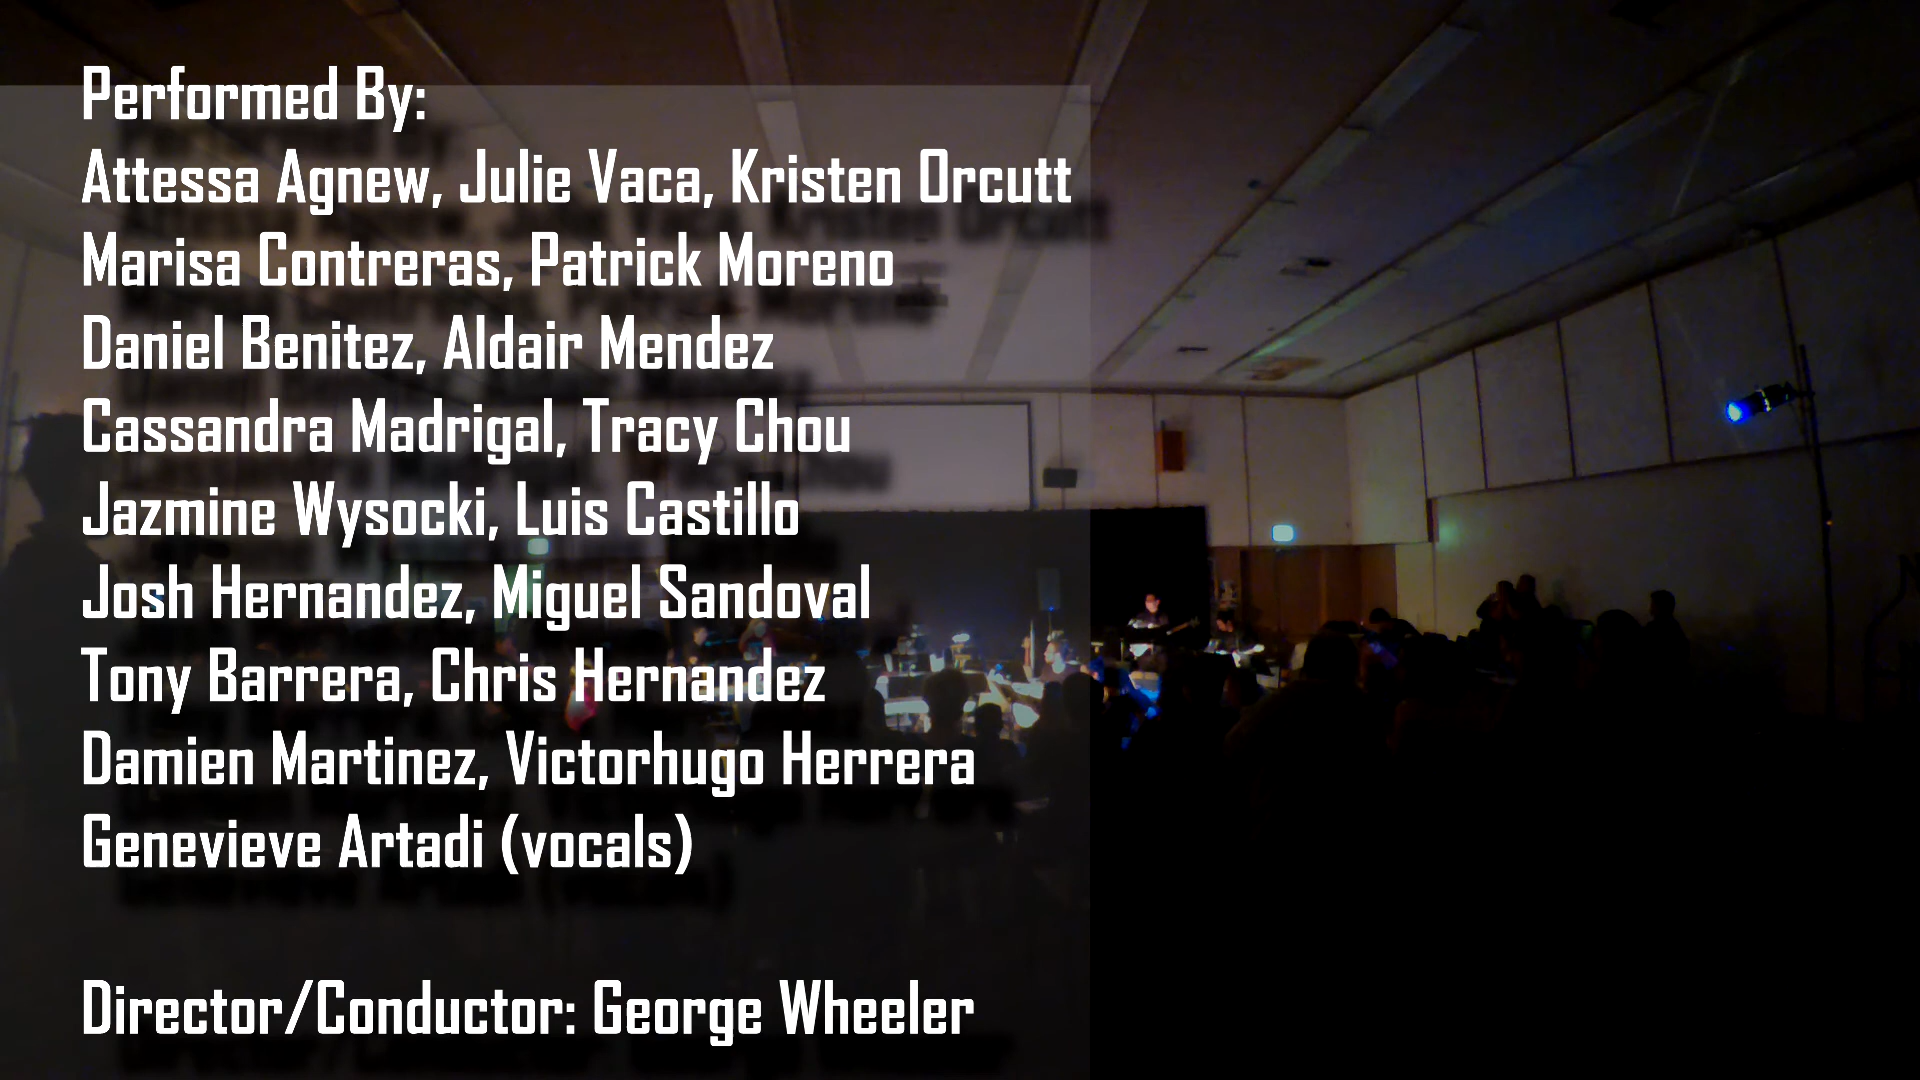 Performed By:
Attessa Agnew, Julie Vaca, Kristen Orcutt
Marisa Contreras, Patrick Moreno
Daniel Benitez, Aldair Mendez
Cassandra Madrigal, Tracy Chou
Jazmine Wysocki, Luis Castillo
Josh Hernandez, Miguel Sandoval
Tony Barrera, Chris Hernandez
Damien Martinez, Victorhugo Herrera
Genevieve Artadi (vocals)
Director/Conductor: George Wheeler